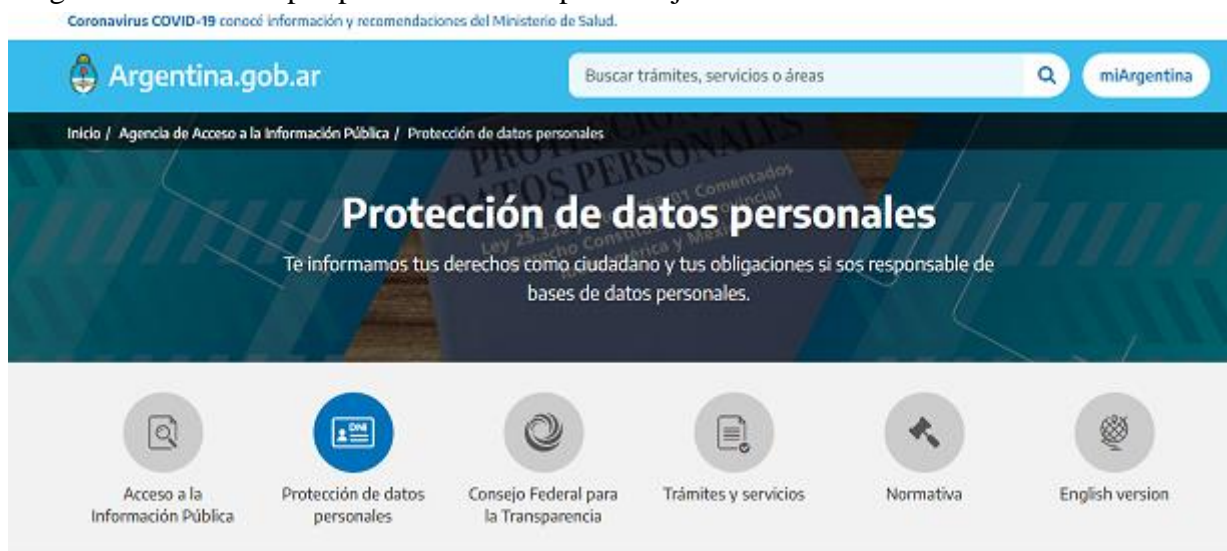 Coronavirus COVID-19 conocé información y recomendaciones del Ministerio de Salud.
Argentina.gob.ar
Buscar trámites, servicios o áreas
miArgentina
Inicio / Agencia de Acceso a la Información Pública / Protección de datos personales
DATOS PERSONALES
Protección de datos personales
Te informamos tus derechos como ciudadano y tus obligaciones si sos responsable de
bases de datos personales.
DNI
Acceso a la
Información Pública
Protección de datos
personales
Consejo Federal para
la Transparencia
Trámites y servicios
Normativa
English version